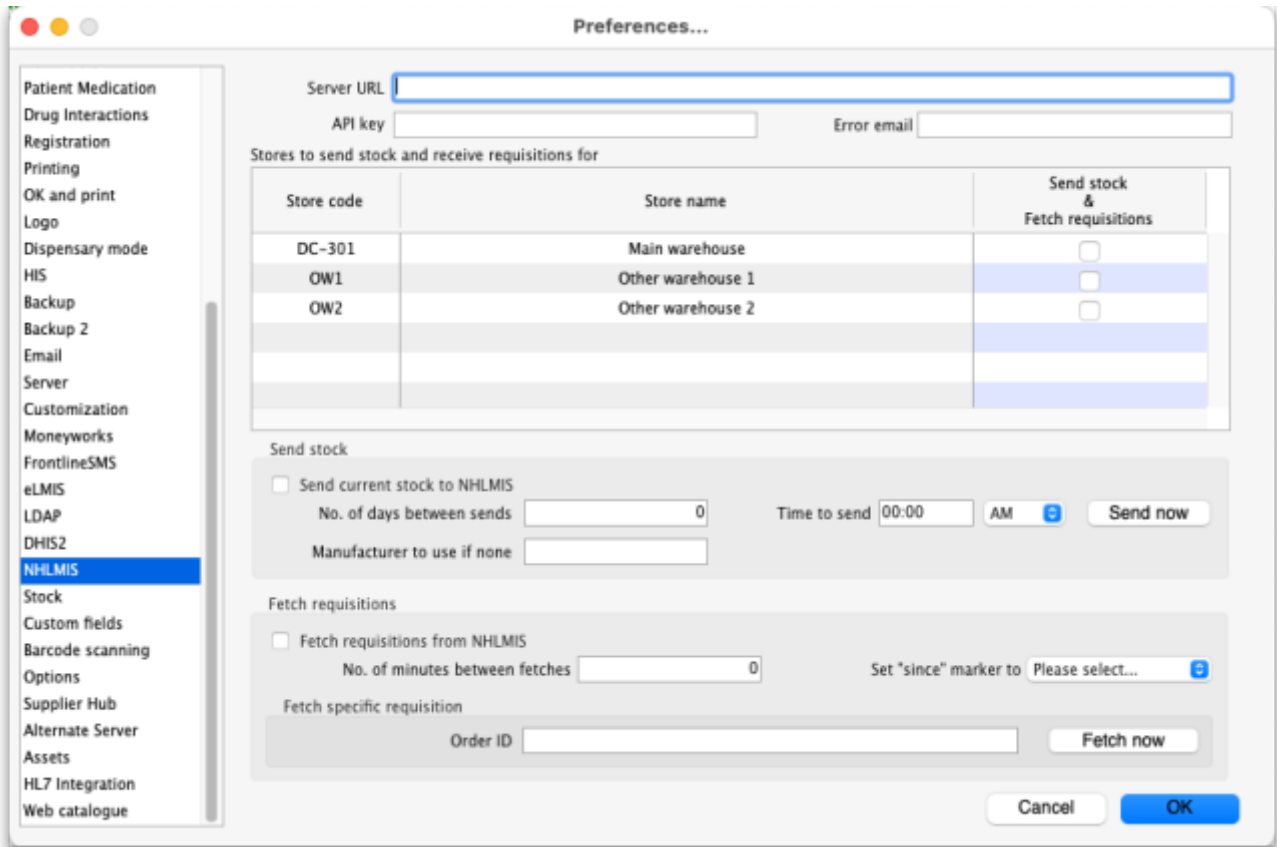 Preferences...
Patient Medication
Drug Interactions
Registration
Printing
OK and print
Logo
Dispensary mode
HIS
Backup
Backup 2
Email
Server
Customization
Moneyworks
FrontlineSMS
eLMIS
LDAP
DHIS2
NHLMIS
Stock
Custom fields
Barcode scanning
Options
Supplier Hub
Alternate Server
Assets
HL7 Integration
Web catalogue
Server URL
API key Error email
Stores to send stock and receive requisitions for
Store code Store name Send stock
&
Fetch requisitions
DC-301 Main warehouse
OW1 Other warehouse 1
OW2 Other warehouse 2
Send stock
Send current stock to NHLMIS
No. of days between sends 0 Time to send 00:00 AM Send now
Manufacturer to use if none
Fetch requisitions
Fetch requisitions from NHLMIS
No. of minutes between fetches 0 Set "since" marker to Please select...
Fetch specific requisition
Order ID Fetch now
Cancel OK